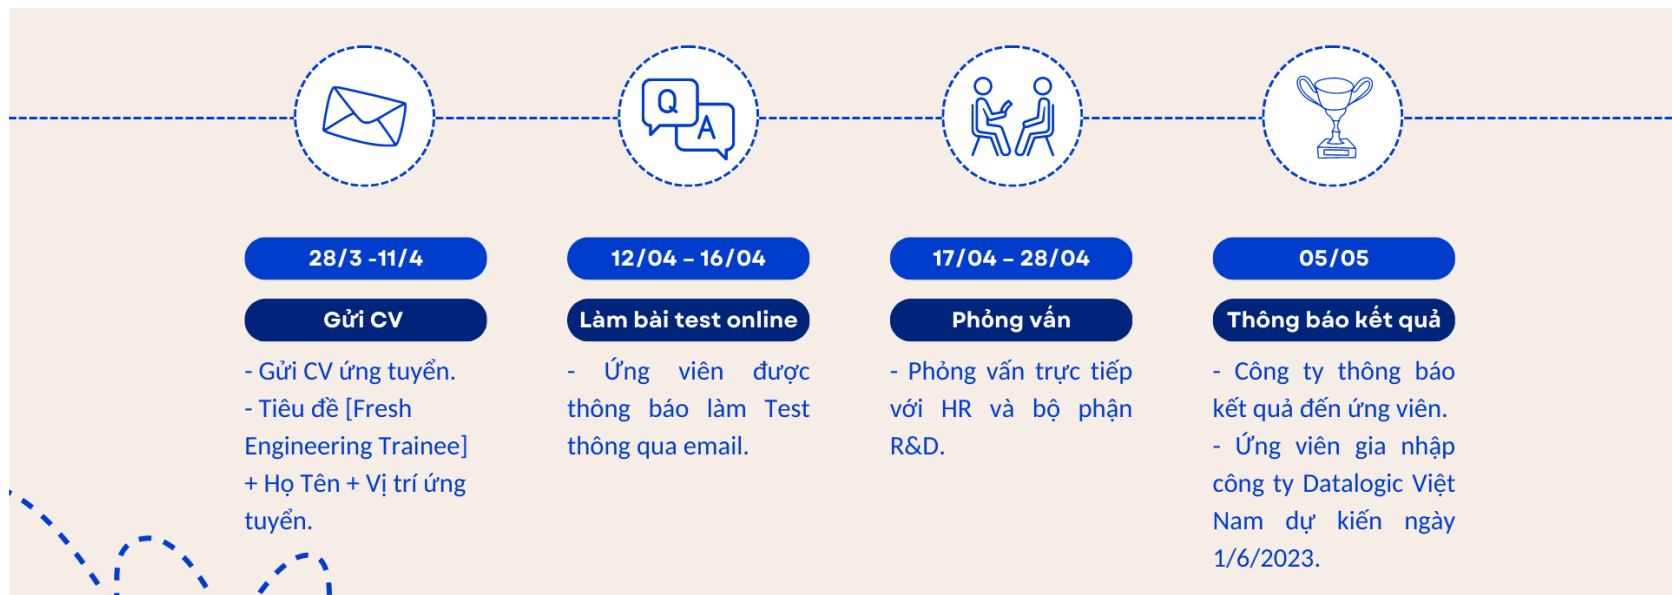 Q
A
28/3 -11/4
Gửi CV
- Gửi CV ứng tuyển.
- Tiêu đề [Fresh
Engineering Trainee]
+ Họ Tên + Vị trí ứng
tuyển.
12/04 – 16/04
Làm bài test online
- Ứng viên được
thông báo làm Test
thông qua email.
17/04 – 28/04
Phỏng vấn
- Phỏng vấn trực tiếp
với HR và bộ phận
R&D.
05/05
Thông báo kết quả
- Công ty thông báo
kết quả đến ứng viên.
- Ứng viên gia nhập
công ty Datalogic Việt
Nam dự kiến ngày
1/6/2023.